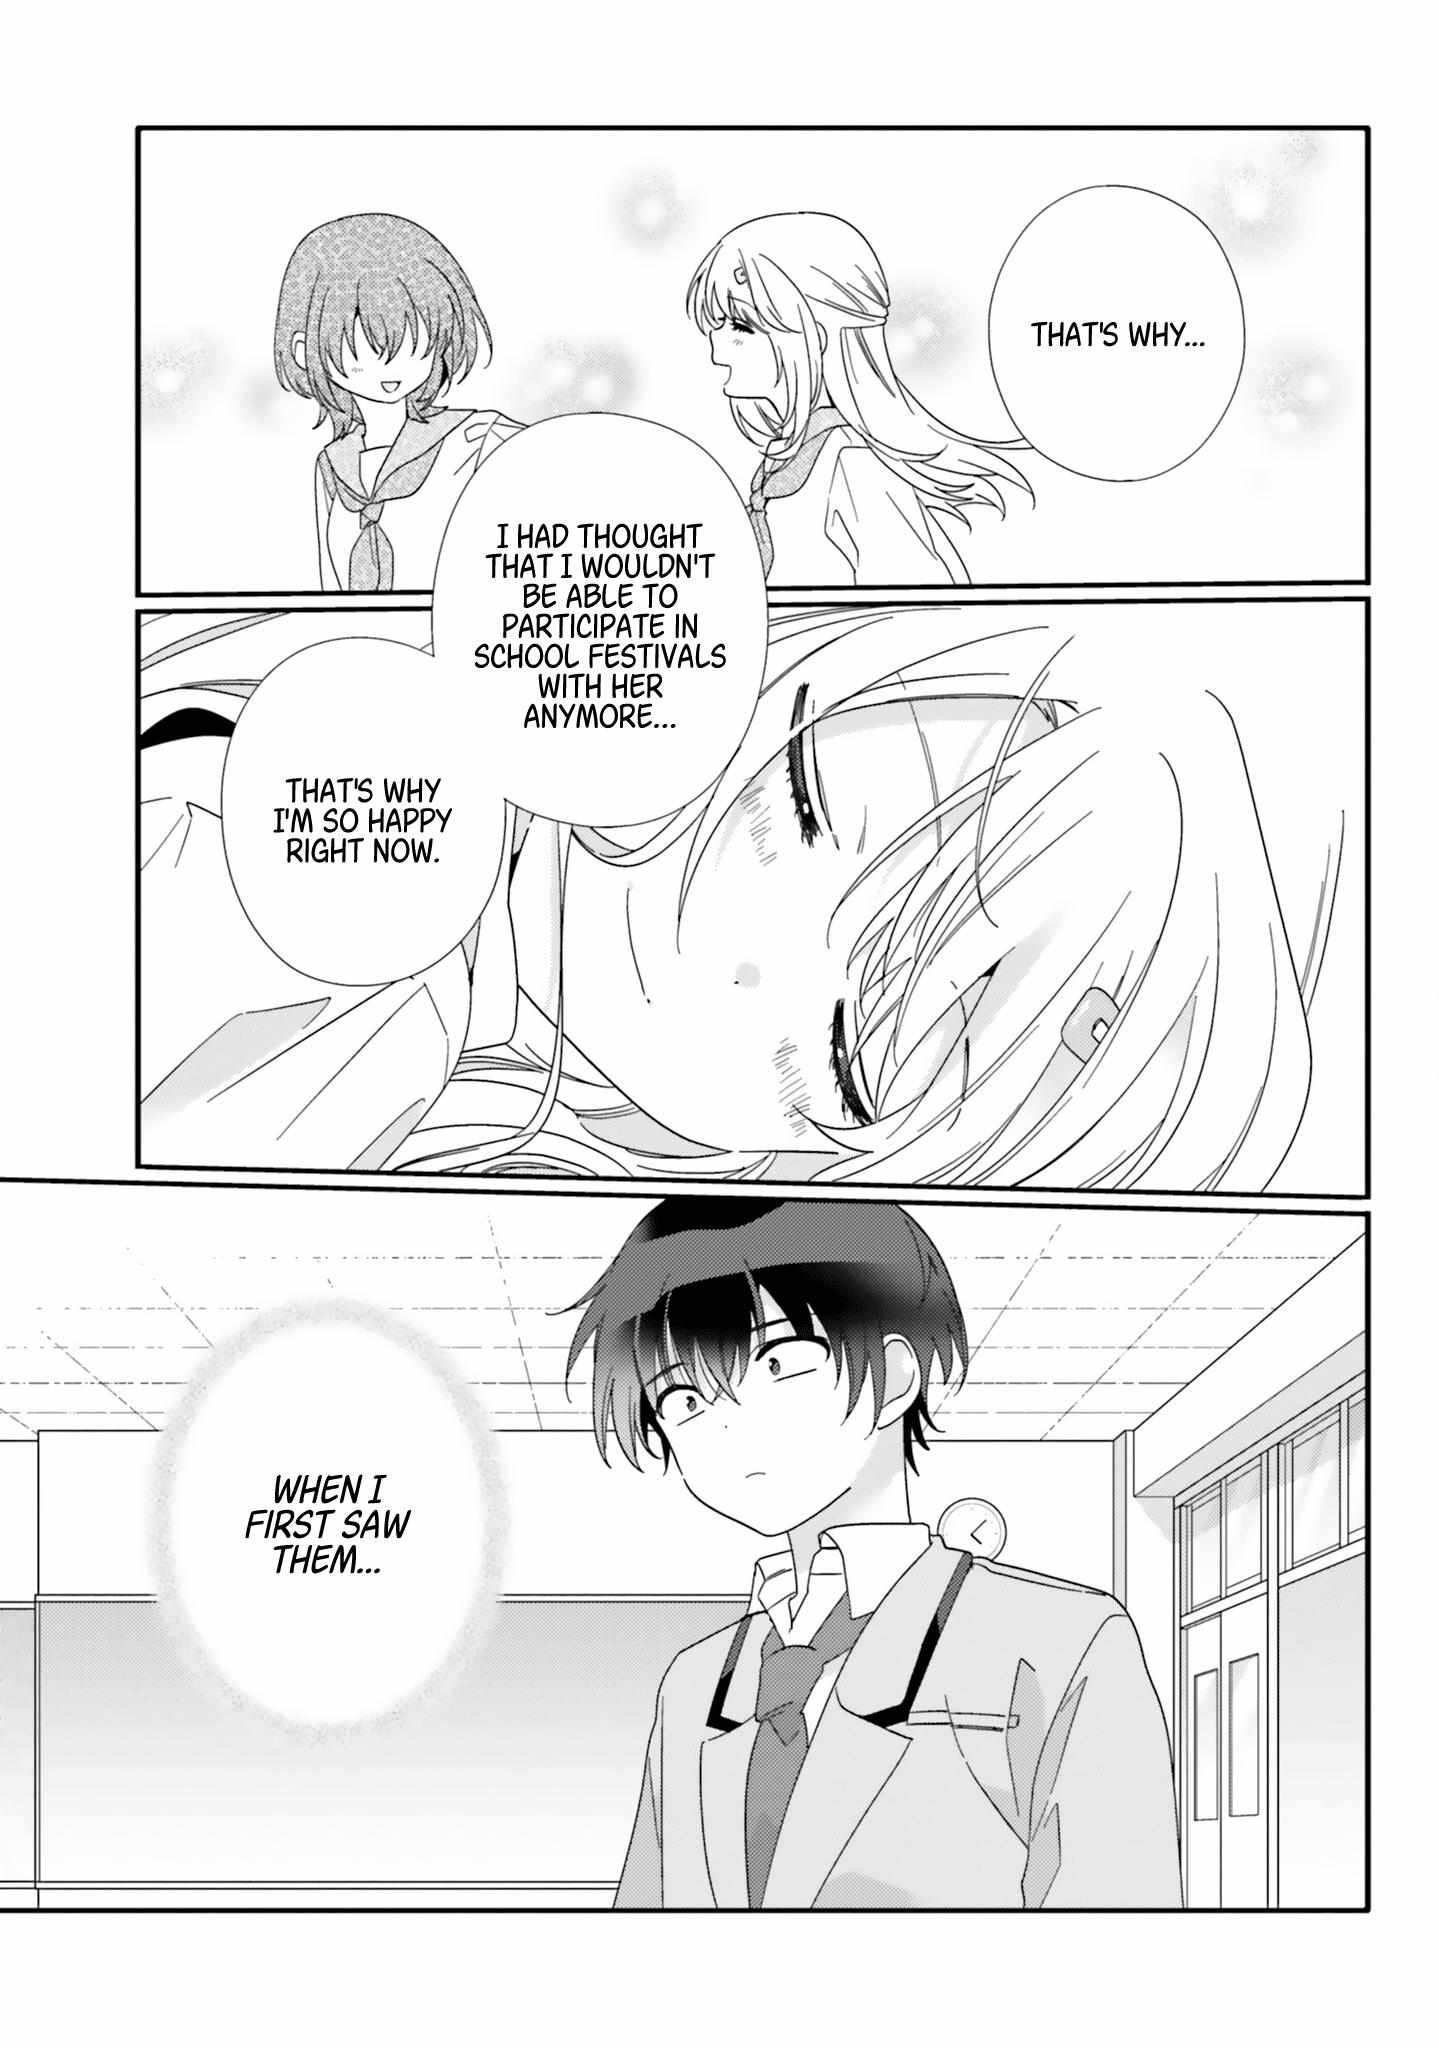 THAT'S WHY...
I HAD THOUGHT
THAT I WOULDN'T
BE ABLE TO
PARTICIPATE IN
SCHOOL FESTIVALS
WITH HER
ANYMORE...
THAT'S WHY
I'M SO HAPPY
RIGHT NOW.
WHEN I
FIRST SAW
THEM...